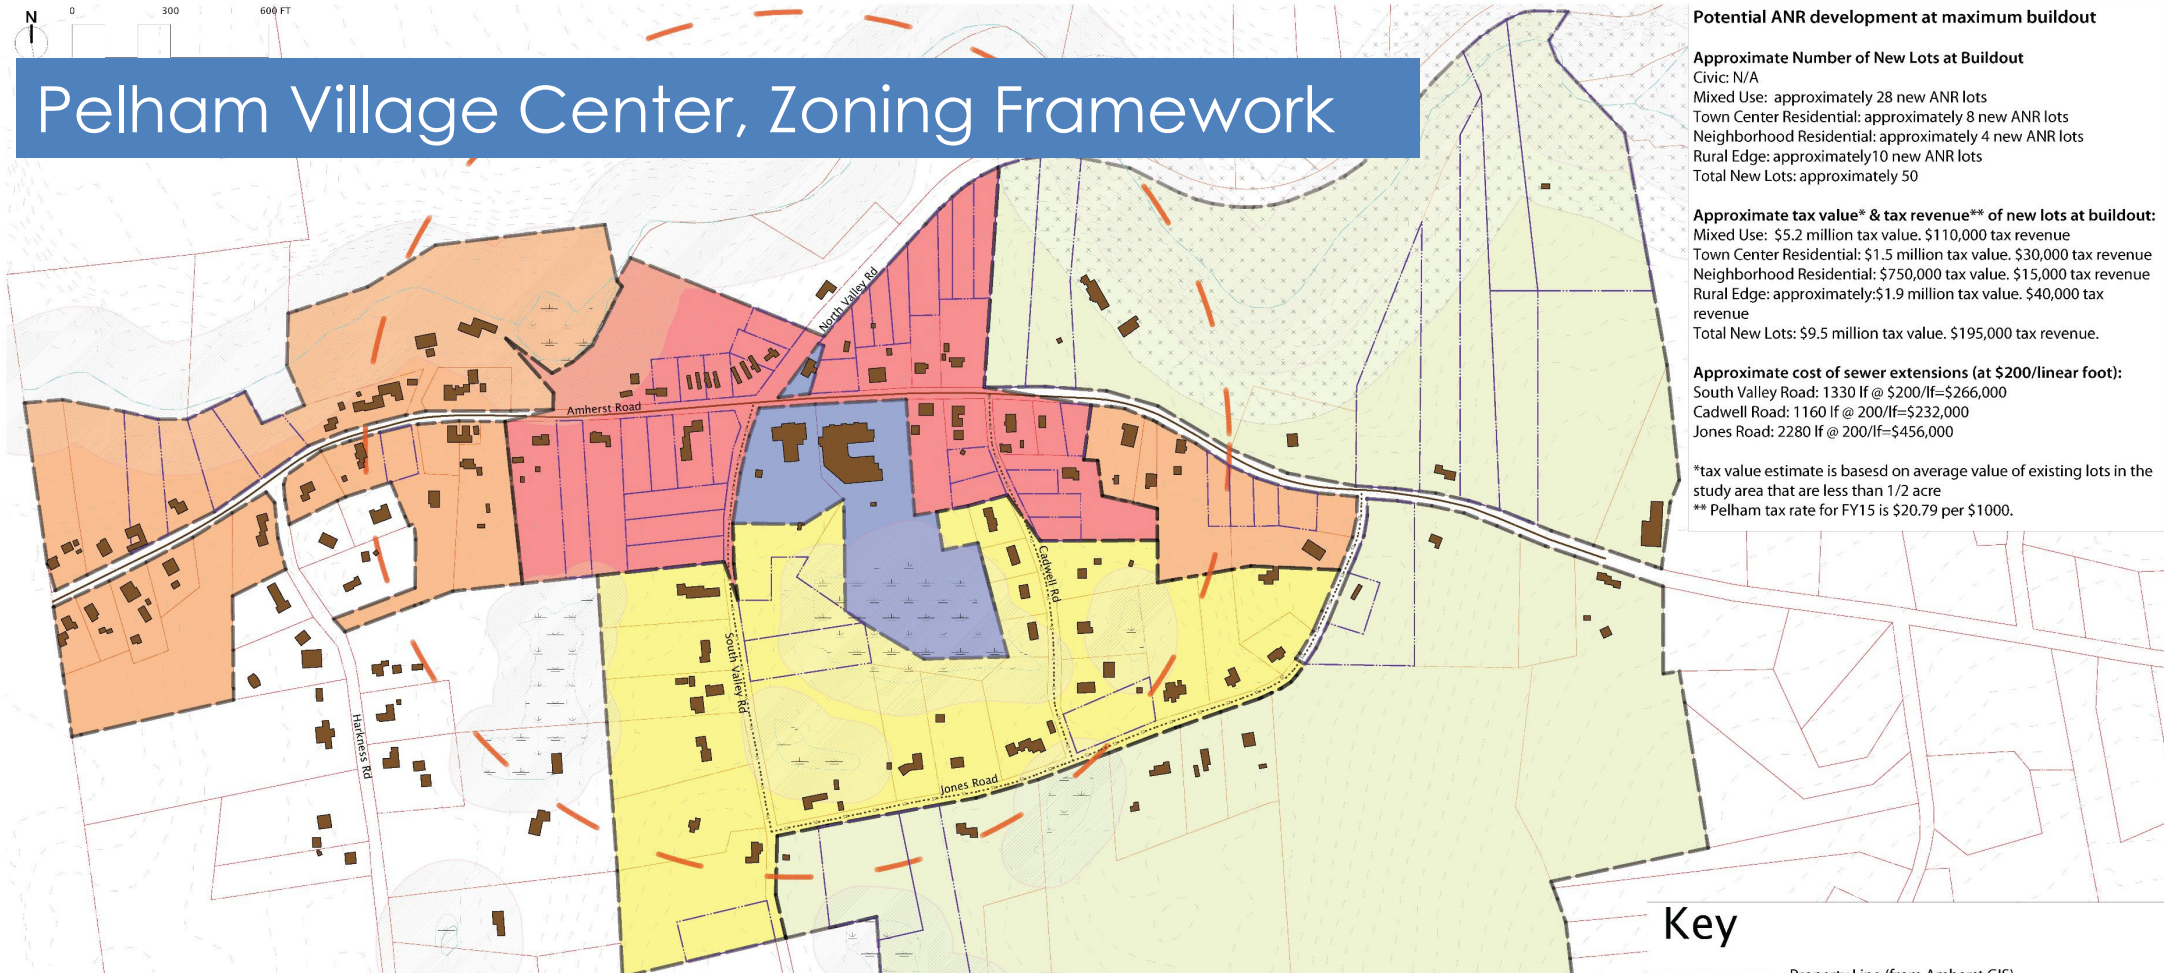 N
0 300 600 FT
Pelham Village Center, Zoning Framework
Potential ANR development at maximum buildout
Approximate Number of New Lots at Buildout
Civic: N/A
Mixed Use: approximately 28 new ANR lots
Town Center Residential: approximately 8 new ANR lots
Neighborhood Residential: approximately 4 new ANR lots
Rural Edge: approximately10 new ANR lots
Total New Lots: approximately 50
Approximate tax value* & tax revenue** of new lots at buildout:
Mixed Use: $5.2 million tax value. $110,000 tax revenue
Town Center Residential: $1.5 million tax value. $30,000 tax revenue
Neighborhood Residential: $750,000 tax value. $15,000 tax revenue
Rural Edge: approximately:$1.9 million tax value. $40,000 tax
revenue
Total New Lots: $9.5 million tax value. $195,000 tax revenue.
Approximate cost of sewer extensions (at $200/linear foot):
South Valley Road: 1330 lf @ $200/lf=$266,000
Cadwell Road: 1160 lf @ 200/lf=$232,000
Jones Road: 2280 lf @ 200/lf=$456,000
*tax value estimate is basesd on average value of existing lots in the
study area that are less than 1/2 acre
** Pelham tax rate for FY15 is $20.79 per $1000.
North Valley Rd
Amherst Road
Cadwell Rd
South Valley Rd
Harkness Rd
Jones Road
Key
Property Line (from Amherst GIS)